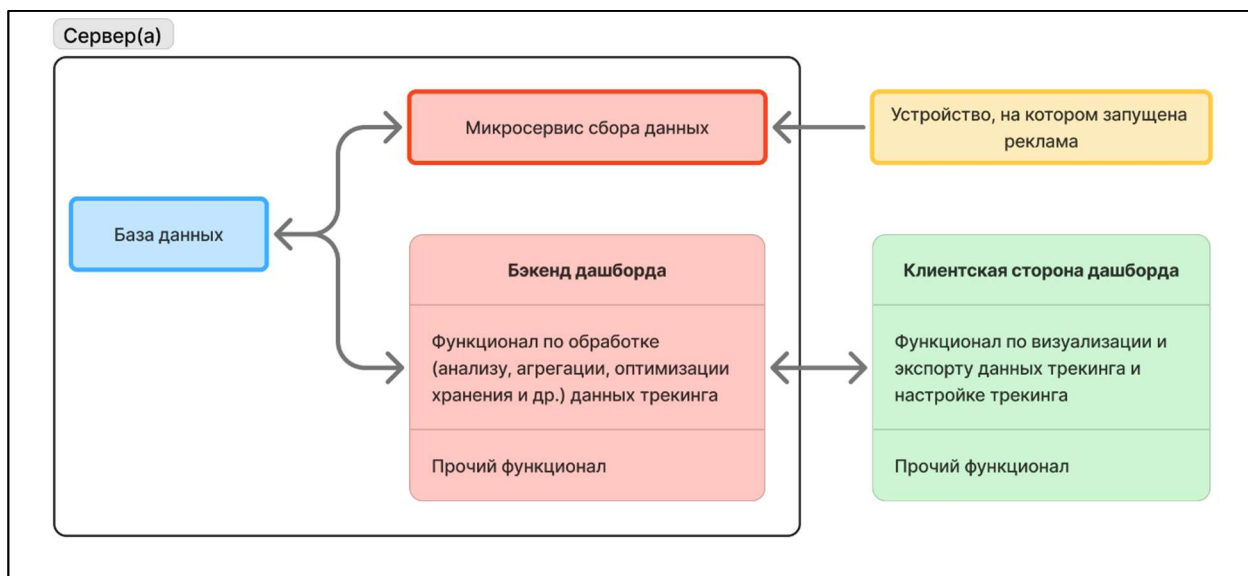 Сервер(а)
Микросервис сбора данных
Устройство, на котором запущена
реклама
База данных
Бэкенд дашборда
Функционал по обработке
(анализу, агрегации, оптимизации
хранения и др.) данных трекинга
Прочий функционал
Клиентская сторона дашборда
Функционал по визуализации и
экспорту данных трекинга и
настройке трекинга
Прочий функционал